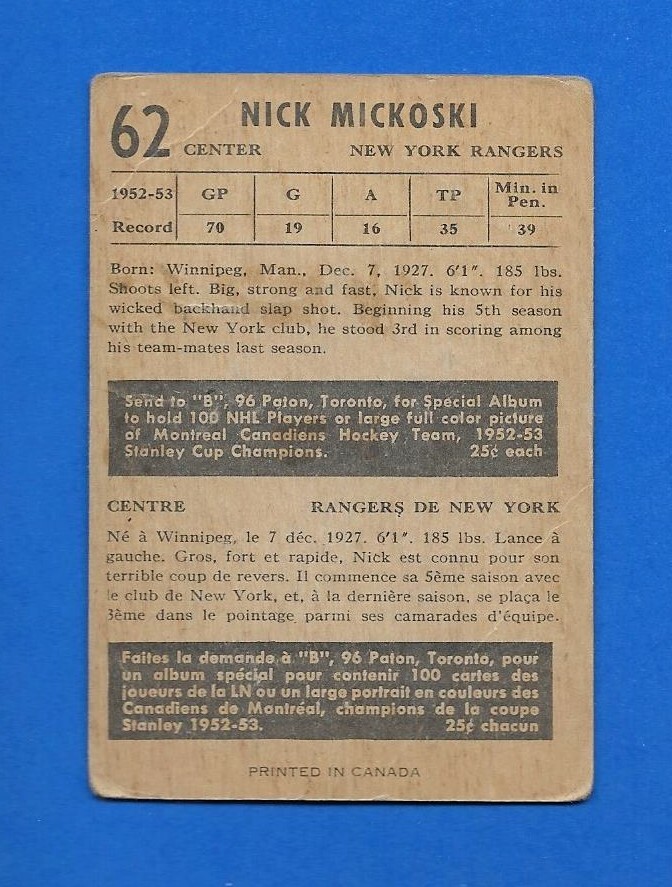 62 NICK MICKOSKI
CENTER NEW YORK RANGERS
1952-53 GP G A TP Min. in Pen.
Record 70 19 16 35 39
Born: Winnipeg, Man., Dec. 7, 1927. 6'1". 185 lbs.
Shoots left. Big, strong and fast, Nick is known for his
wicked backhand slap shot. Beginning his 5th season
with the New York club, he stood 3rd in scoring among
his team-mates last season.
Send to "B", 96 Paton, Toronto, for Special Album
to hold 100 NHL Players or large full color picture
of Montreal Canadiens Hockey Team, 1952-53
Stanley Cup Champions. 25¢ each
CENTRE RANGERS DE NEW YORK
Né à Winnipeg, le 7 déc. 1927. 6'1". 185 lbs. Lance à
gauche. Gros, fort et rapide, Nick est connu pour son
terrible coup de revers. Il commence sa 5ème saison avec
le club de New York, et, à la dernière saison, se plaça le
3ème dans le pointage parmi ses camarades d'équipe.
Faites la demande à "B", 96 Paton, Toronto, pour
un album spécial pour contenir 100 cartes des
joueurs de la LN ou un large portrait en couleurs des
Canadiens de Montréal, champions de la coupe
Stanley 1952-53. 25¢ chacun
PRINTED IN CANADA